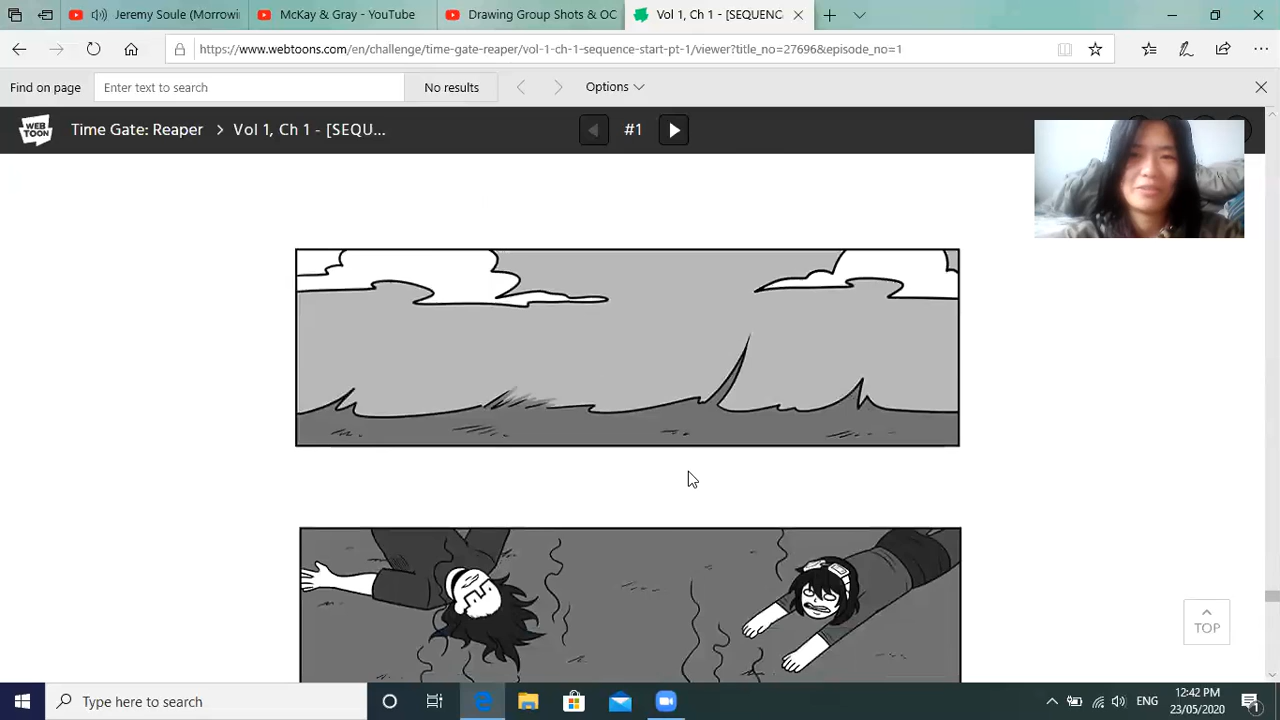 Jeremy Soule (Morrowi
McKay & Gray - YouTube
Drawing Group Shots & OC
Vol 1, Ch 1 - [SEQUENC
https://www.webtoons.com/en/challenge/time-gate-reaper/vol-1-ch-1-sequence-start-pt-1/viewer?title_no=27696&episode_no=1
Find on page
Enter text to search
No results
Options
WEB TOON
Time Gate: Reaper
Vol 1, Ch 1 - [SEQU...
#1
TOP
Type here to search
ENG
12:42 PM
23/05/2020
1